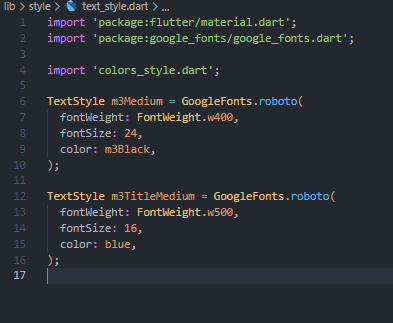 lib > style > text_style.dart > ...
1 import 'package:flutter/material.dart';
2 import 'package:google_fonts/google_fonts.dart';
3
4 import 'colors_style.dart';
5
6 TextStyle m3Medium = GoogleFonts.roboto(
7 fontWeight: FontWeight.w400,
8 fontSize: 24,
9 color: m3Black,
10 );
11
12 TextStyle m3TitleMedium = GoogleFonts.roboto(
13 fontWeight: FontWeight.w500,
14 fontSize: 16,
15 color: blue,
16 );
17